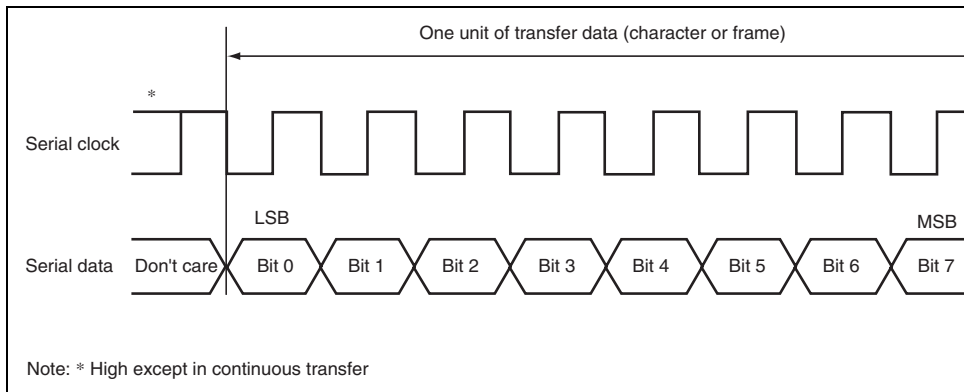 One unit of transfer data (character or frame)
*
Serial clock
LSB
MSB
Serial data Don't care Bit 0 Bit 1 Bit 2 Bit 3 Bit 4 Bit 5 Bit 6 Bit 7
Note: * High except in continuous transfer